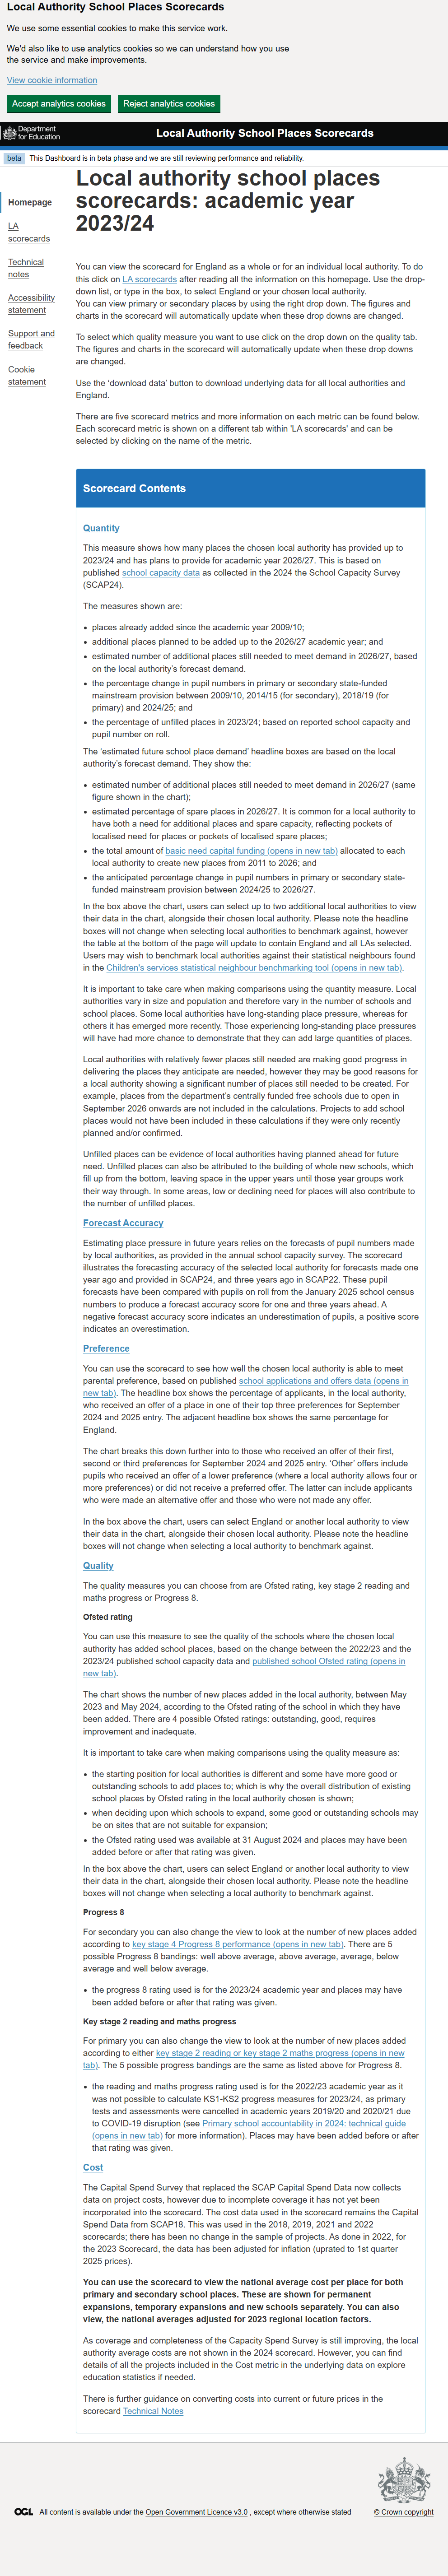 Local Authority School Places Scorecards
We use some essential cookies to make this service work.
We'd also like to use analytics cookies so we can understand how you use
the service and make improvements.
View cookie information
Accept analytics cookies
Reject analytics cookies
Department
for Education
Local Authority School Places Scorecards
beta
This Dashboard is in beta phase and we are still reviewing performance and reliability.
Homepage
LA
scorecards
Technical
notes
Accessibility
statement
Support and
feedback
Cookie
statement
Local authority school places
scorecards: academic year
2023/24
You can view the scorecard for England as a whole or for an individual local authority. To do
this click on LA scorecards after reading all the information on this homepage. Use the drop-
down list, or type in the box, to select England or your chosen local authority.
You can view primary or secondary places by using the right drop down. The figures and
charts in the scorecard will automatically update when these drop downs are changed.
To select which quality measure you want to use click on the drop down on the quality tab.
The figures and charts in the scorecard will automatically update when these drop downs
are changed.
Use the ‘download data’ button to download underlying data for all local authorities and
England.
There are five scorecard metrics and more information on each metric can be found below.
Each scorecard metric is shown on a different tab within 'LA scorecards' and can be
selected by clicking on the name of the metric.
Scorecard Contents
Quantity
This measure shows how many places the chosen local authority has provided up to
2023/24 and has plans to provide for academic year 2026/27. This is based on
published school capacity data as collected in the 2024 the School Capacity Survey
(SCAP24).
The measures shown are:
• places already added since the academic year 2009/10;
• additional places planned to be added up to the 2026/27 academic year; and
• estimated number of additional places still needed to meet demand in 2026/27, based
on the local authority’s forecast demand.
• the percentage change in pupil numbers in primary or secondary state-funded
mainstream provision between 2009/10, 2014/15 (for secondary), 2018/19 (for
primary) and 2024/25; and
• the percentage of unfilled places in 2023/24; based on reported school capacity and
pupil number on roll.
The ‘estimated future school place demand’ headline boxes are based on the local
authority’s forecast demand. They show the:
• estimated number of additional places still needed to meet demand in 2026/27 (same
figure shown in the chart);
• estimated percentage of spare places in 2026/27. It is common for a local authority to
have both a need for additional places and spare capacity, reflecting pockets of
localised need for places or pockets of localised spare places;
• the total amount of basic need capital funding (opens in new tab) allocated to each
local authority to create new places from 2011 to 2026; and
• the anticipated percentage change in pupil numbers in primary or secondary state-
funded mainstream provision between 2024/25 to 2026/27.
In the box above the chart, users can select up to two additional local authorities to view
their data in the chart, alongside their chosen local authority. Please note the headline
boxes will not change when selecting local authorities to benchmark against, however
the table at the bottom of the page will update to contain England and all LAs selected.
Users may wish to benchmark local authorities against their statistical neighbours found
in the Children's services statistical neighbour benchmarking tool (opens in new tab).
It is important to take care when making comparisons using the quantity measure. Local
authorities vary in size and population and therefore vary in the number of schools and
school places. Some local authorities have long-standing place pressure, whereas for
others it has emerged more recently. Those experiencing long-standing place pressures
will have had more chance to demonstrate that they can add large quantities of places.
Local authorities with relatively fewer places still needed are making good progress in
delivering the places they anticipate are needed, however they may be good reasons for
a local authority showing a significant number of places still needed to be created. For
example, places from the department’s centrally funded free schools due to open in
September 2026 onwards are not included in the calculations. Projects to add school
places would not have been included in these calculations if they were only recently
planned and/or confirmed.
Unfilled places can be evidence of local authorities having planned ahead for future
need. Unfilled places can also be attributed to the building of whole new schools, which
fill up from the bottom, leaving space in the upper years until those year groups work
their way through. In some areas, low or declining need for places will also contribute to
the number of unfilled places.
Forecast Accuracy
Estimating place pressure in future years relies on the forecasts of pupil numbers made
by local authorities, as provided in the annual school capacity survey. The scorecard
illustrates the forecasting accuracy of the selected local authority for forecasts made one
year ago and provided in SCAP24, and three years ago in SCAP22. These pupil
forecasts have been compared with pupils on roll from the January 2025 school census
numbers to produce a forecast accuracy score for one and three years ahead. A
negative forecast accuracy score indicates an underestimation of pupils, a positive score
indicates an overestimation.
Preference
You can use the scorecard to see how well the chosen local authority is able to meet
parental preference, based on published school applications and offers data (opens in
new tab). The headline box shows the percentage of applicants, in the local authority,
who received an offer of a place in one of their top three preferences for September
2024 and 2025 entry. The adjacent headline box shows the same percentage for
England.
The chart breaks this down further into to those who received an offer of their first,
second or third preferences for September 2024 and 2025 entry. ‘Other’ offers include
pupils who received an offer of a lower preference (where a local authority allows four or
more preferences) or did not receive a preferred offer. The latter can include applicants
who were made an alternative offer and those who were not made any offer.
In the box above the chart, users can select England or another local authority to view
their data in the chart, alongside their chosen local authority. Please note the headline
boxes will not change when selecting a local authority to benchmark against.
Quality
The quality measures you can choose from are Ofsted rating, key stage 2 reading and
maths progress or Progress 8.
Ofsted rating
You can use this measure to see the quality of the schools where the chosen local
authority has added school places, based on the change between the 2022/23 and the
2023/24 published school capacity data and published school Ofsted rating (opens in
new tab).
The chart shows the number of new places added in the local authority, between May
2023 and May 2024, according to the Ofsted rating of the school in which they have
been added. There are 4 possible Ofsted ratings: outstanding, good, requires
improvement and inadequate.
It is important to take care when making comparisons using the quality measure as:
• the starting position for local authorities is different and some have more good or
outstanding schools to add places to; which is why the overall distribution of existing
school places by Ofsted rating in the local authority chosen is shown;
• when deciding upon which schools to expand, some good or outstanding schools may
be on sites that are not suitable for expansion;
• the Ofsted rating used was available at 31 August 2024 and places may have been
added before or after that rating was given.
In the box above the chart, users can select England or another local authority to view
their data in the chart, alongside their chosen local authority. Please note the headline
boxes will not change when selecting a local authority to benchmark against.
Progress 8
For secondary you can also change the view to look at the number of new places added
according to key stage 4 Progress 8 performance (opens in new tab). There are 5
possible Progress 8 bandings: well above average, above average, average, below
average and well below average.
• the progress 8 rating used is for the 2023/24 academic year and places may have
been added before or after that rating was given.
Key stage 2 reading and maths progress
For primary you can also change the view to look at the number of new places added
according to either key stage 2 reading or key stage 2 maths progress (opens in new
tab). The 5 possible progress bandings are the same as listed above for Progress 8.
• the reading and maths progress rating used is for the 2022/23 academic year as it
was not possible to calculate KS1-KS2 progress measures for 2023/24, as primary
tests and assessments were cancelled in academic years 2019/20 and 2020/21 due
to COVID-19 disruption (see Primary school accountability in 2024: technical guide
(opens in new tab) for more information). Places may have been added before or after
that rating was given.
Cost
The Capital Spend Survey that replaced the SCAP Capital Spend Data now collects
data on project costs, however due to incomplete coverage it has not yet been
incorporated into the scorecard. The cost data used in the scorecard remains the Capital
Spend Data from SCAP18. This was used in the 2018, 2019, 2021 and 2022
scorecards; there has been no change in the sample of projects. As done in 2022, for
the 2023 Scorecard, the data has been adjusted for inflation (uprated to 1st quarter
2025 prices).
You can use the scorecard to view the national average cost per place for both
primary and secondary school places. These are shown for permanent
expansions, temporary expansions and new schools separately. You can also
view, the national averages adjusted for 2023 regional location factors.
As coverage and completeness of the Capacity Spend Survey is still improving, the local
authority average costs are not shown in the 2024 scorecard. However, you can find
details of all the projects included in the Cost metric in the underlying data on explore
education statistics if needed.
There is further guidance on converting costs into current or future prices in the
scorecard Technical Notes
OGL
All content is available under the Open Government Licence v3.0 , except where otherwise stated
© Crown copyright